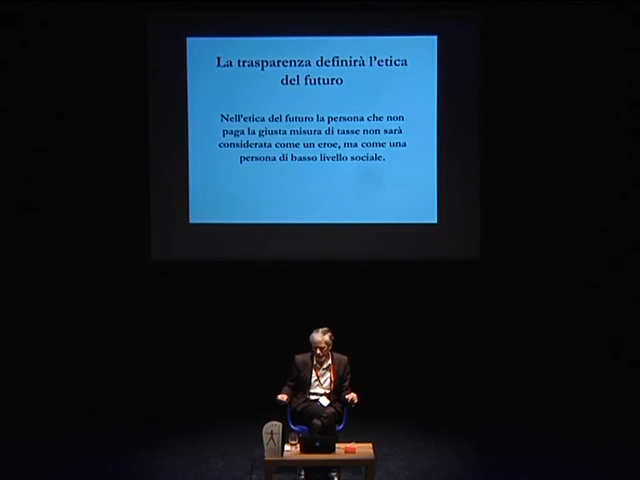 La trasparenza definirà l'etica
del futuro
Nell'etica del futuro la persona che non
paga la giusta misura di tasse non sarà
considerata come un eroe, ma come una
persona di basso livello sociale.